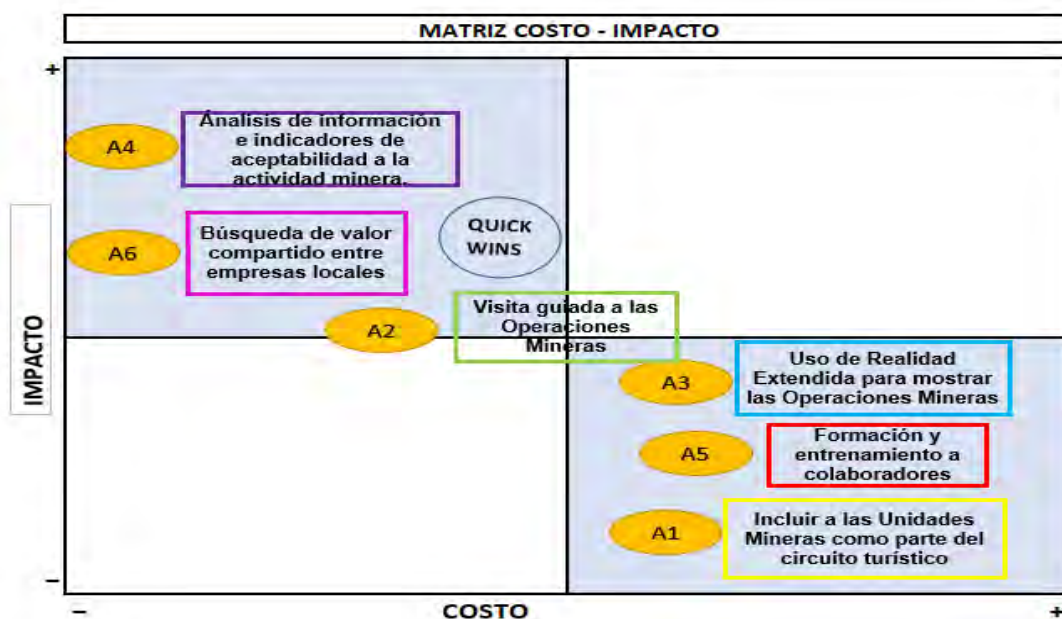 MATRIZ COSTO - IMPACTO
+
A4
Ánalisis de información
e indicadores de
aceptabilidad a la
actividad minera.
A6
Búsqueda de valor
compartido entre
empresas locales
QUICK
WINS
A2
Visita guiada a las
Operaciones
Mineras
IMPACTO
A3
Uso de Realidad
Extendida para mostrar
las Operaciones Mineras
A5
Formación y
entrenamiento a
colaboradores
A1
Incluir a las Unidades
Mineras como parte del
circuito turístico
–
–
COSTO
+